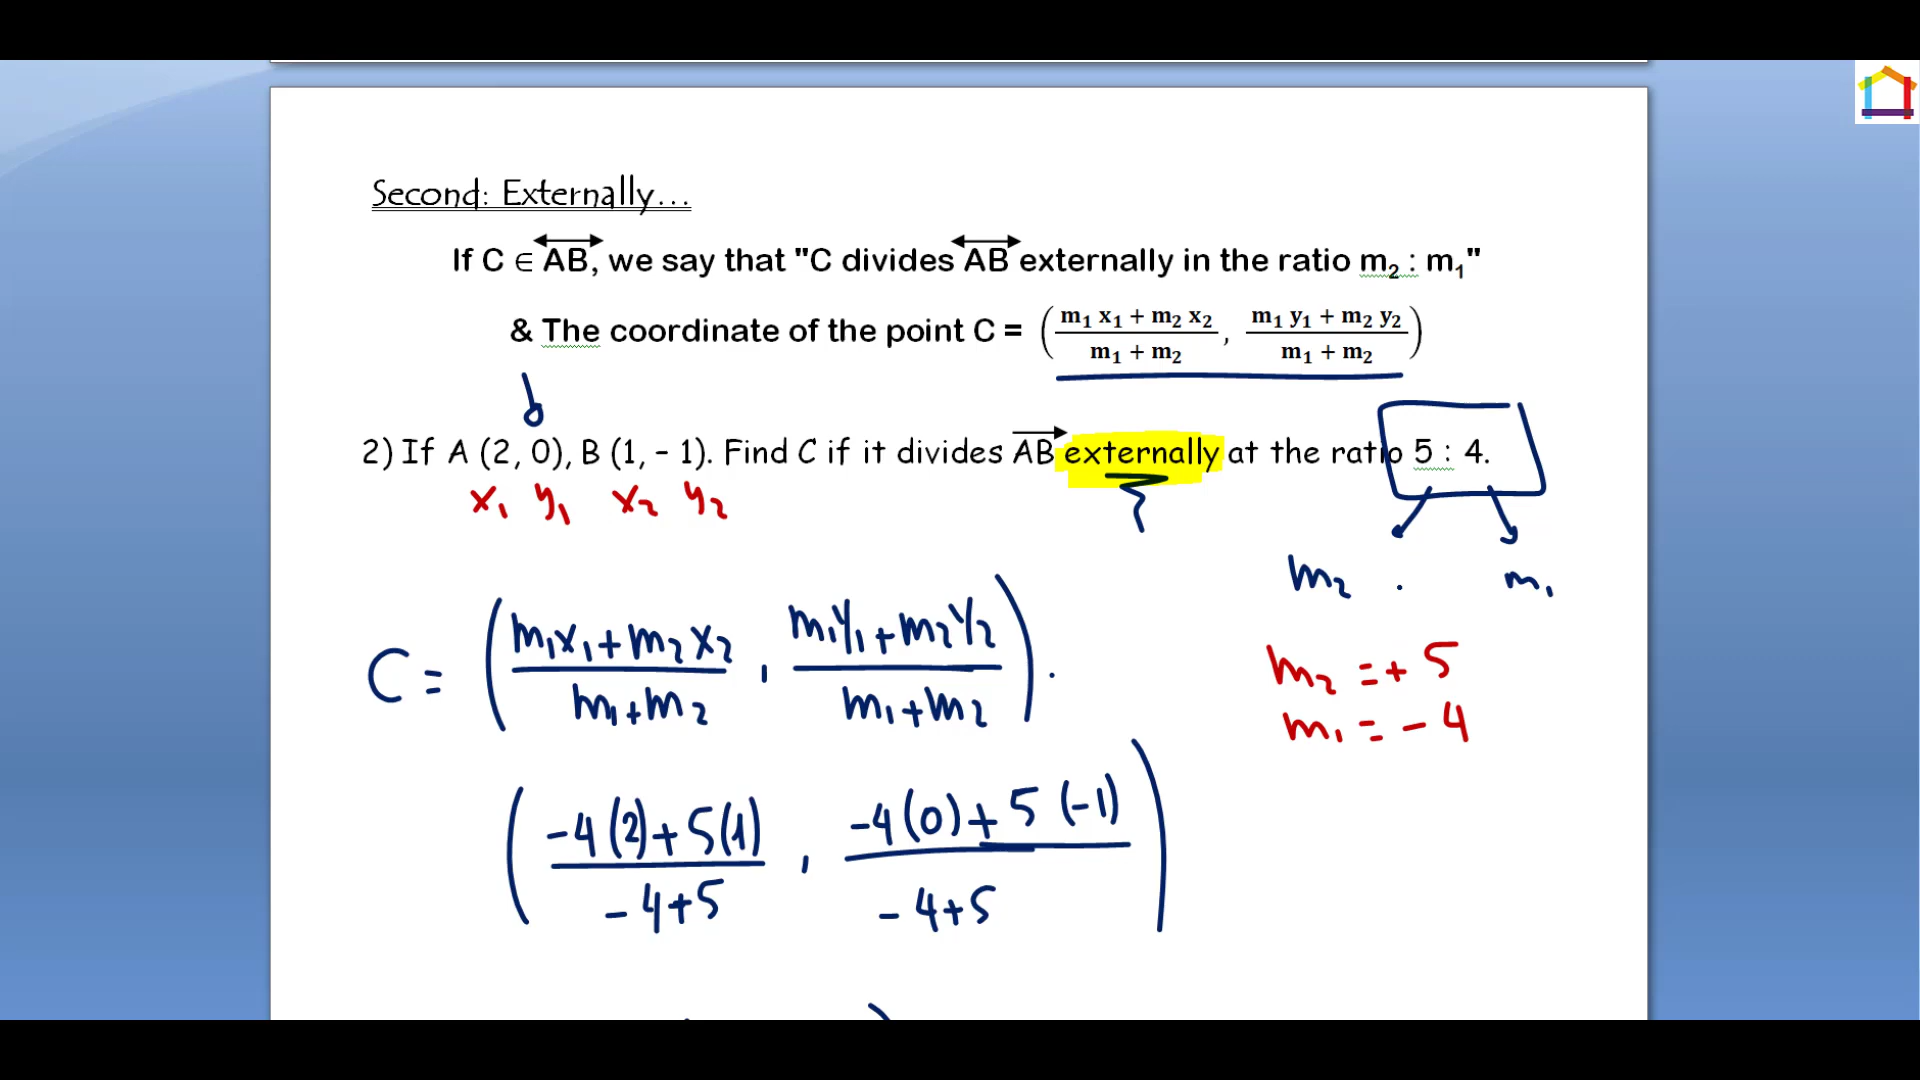 Second: Externally...
If C ∈ AB, we say that "C divides AB externally in the ratio m₂ : m₁"
& The coordinate of the point C = ( (m₁ x₁ + m₂ x₂)/(m₁ + m₂) , (m₁ y₁ + m₂ y₂)/(m₁ + m₂) )
2) If A (2, 0), B (1, – 1). Find C if it divides AB externally at the ratio 5 : 4.
x₁ y₁ x₂ y₂
m₂ m₁
C = ( (m₁x₁+m₂x₂)/(m₁+m₂) , (m₁y₁+m₂y₂)/(m₁+m₂) ) .
m₂ = + 5
m₁ = - 4
( (-4(2)+5(1))/(-4+5) , (-4(0)+5(-1))/(-4+5) )